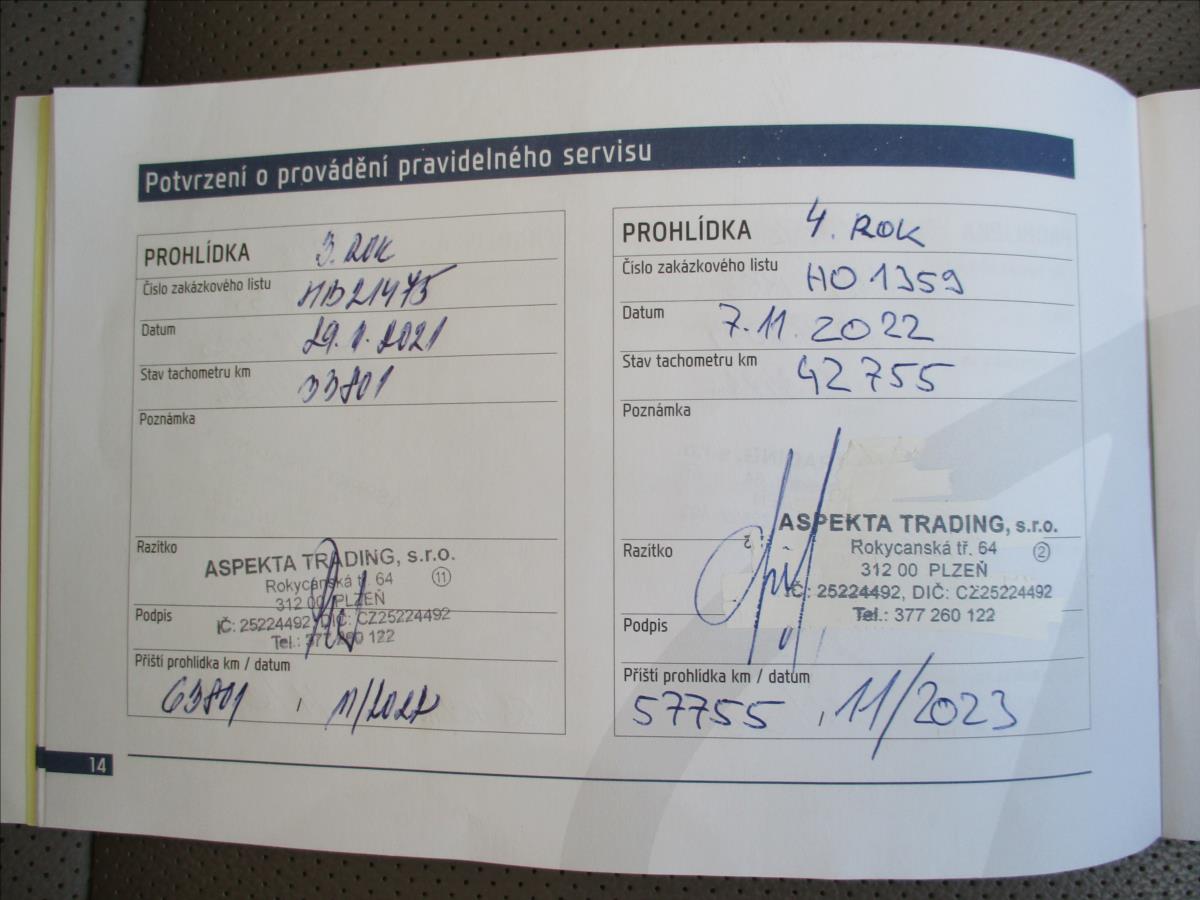 Potvrzení o provádění pravidelného servisu
PROHLÍDKA 3. ROK
Číslo zakázkového listu HB21475
Datum 2021
Stav tachometru km 33801
Poznámka
Razítko
ASPEKTA TRADING, s.r.o.
Rokycanská tř. 64 11
312 00 PLZEŇ
Podpis
IČ: 25224492, DIČ: CZ25224492
Tel.: 377 260 122
Příští prohlídka km / datum
63801 , 11/2022
PROHLÍDKA 4. ROK
Číslo zakázkového listu HO1359
Datum 7.11.2022
Stav tachometru km 42755
Poznámka
ASPEKTA TRADING, s.r.o.
Razítko
Rokycanská tř. 64 2
312 00 PLZEŇ
IČ: 25224492, DIČ: CZ25224492
Tel.: 377 260 122
Podpis
Příští prohlídka km / datum
57755 , 11/2023
14